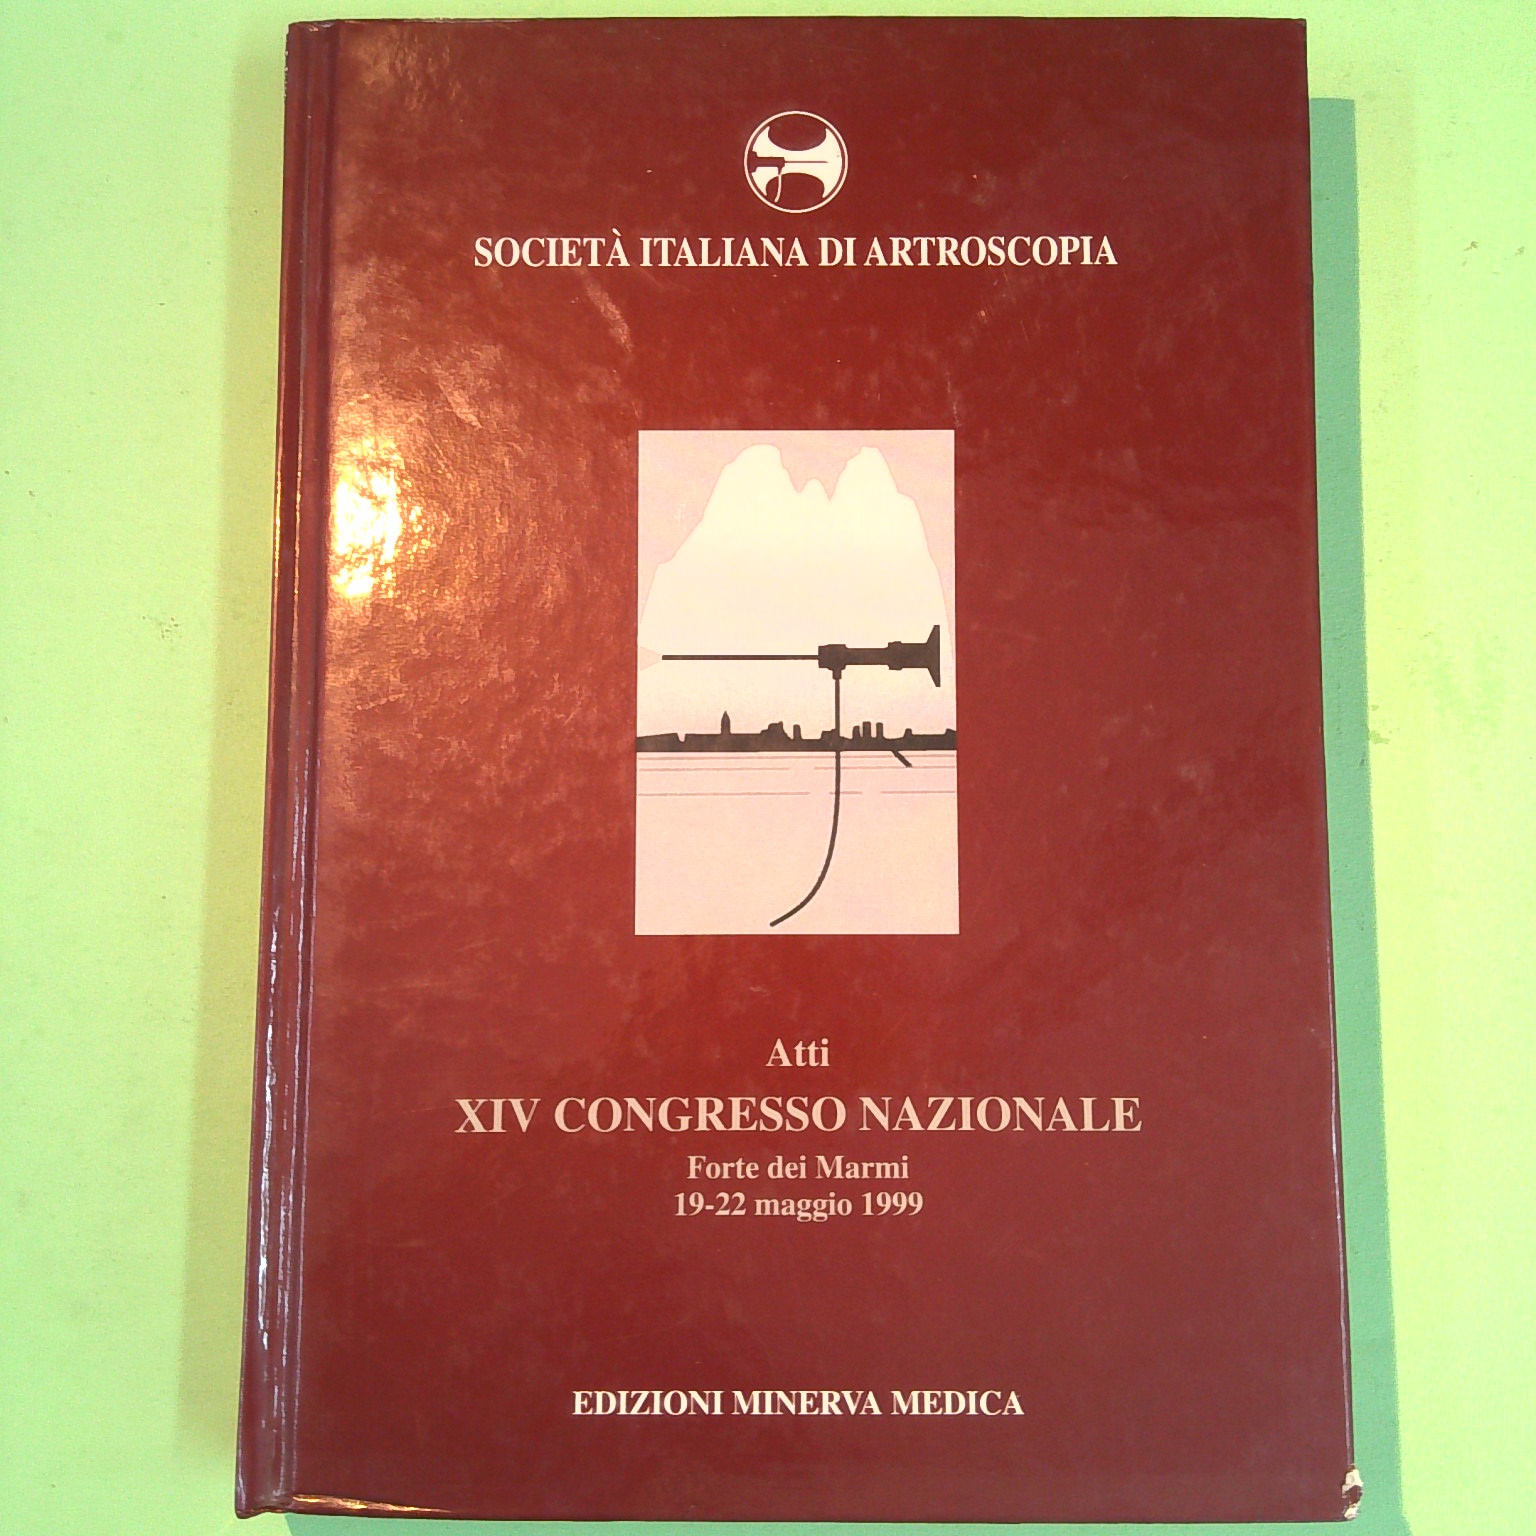 SOCIETÀ ITALIANA DI ARTROSCOPIA
Atti
XIV CONGRESSO NAZIONALE
Forte dei Marmi
19-22 maggio 1999
EDIZIONI MINERVA MEDICA